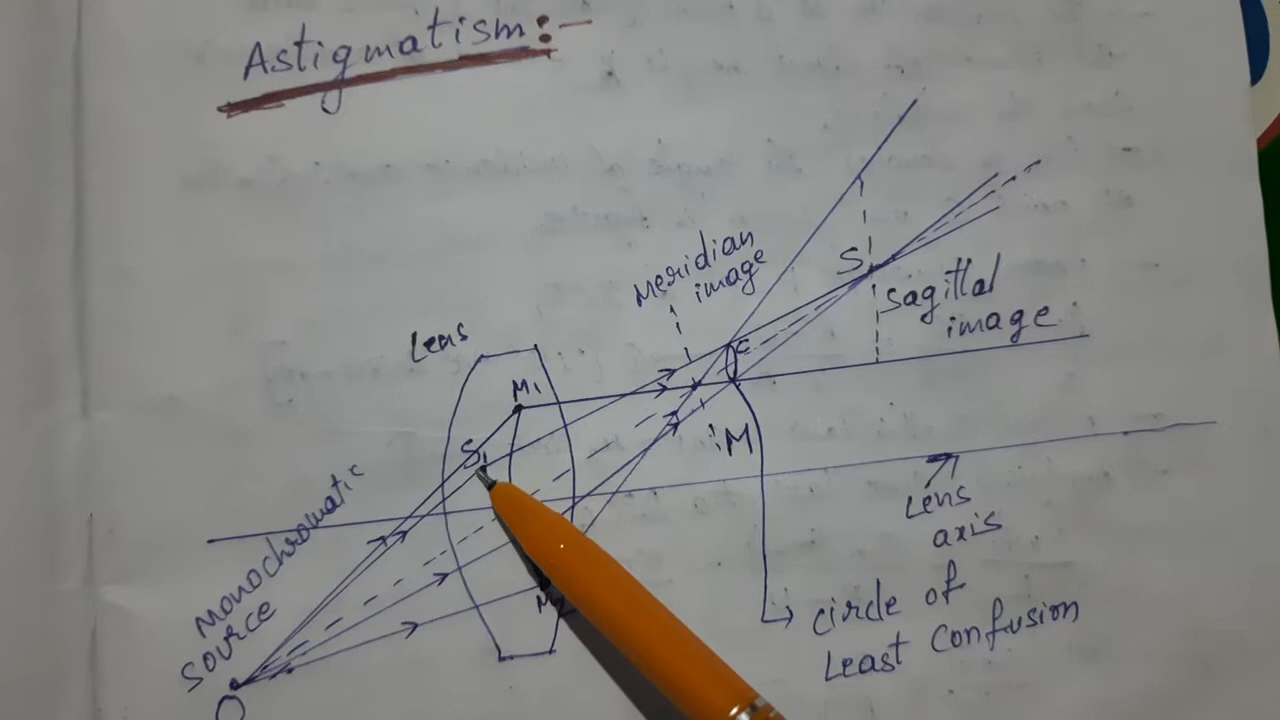 Astigmatism:-
Meridian
image
S
Sagittal
image
Lens
M1
C
S1
M
Monochromatic
Source
Lens
axis
M
circle of
Least confusion
O